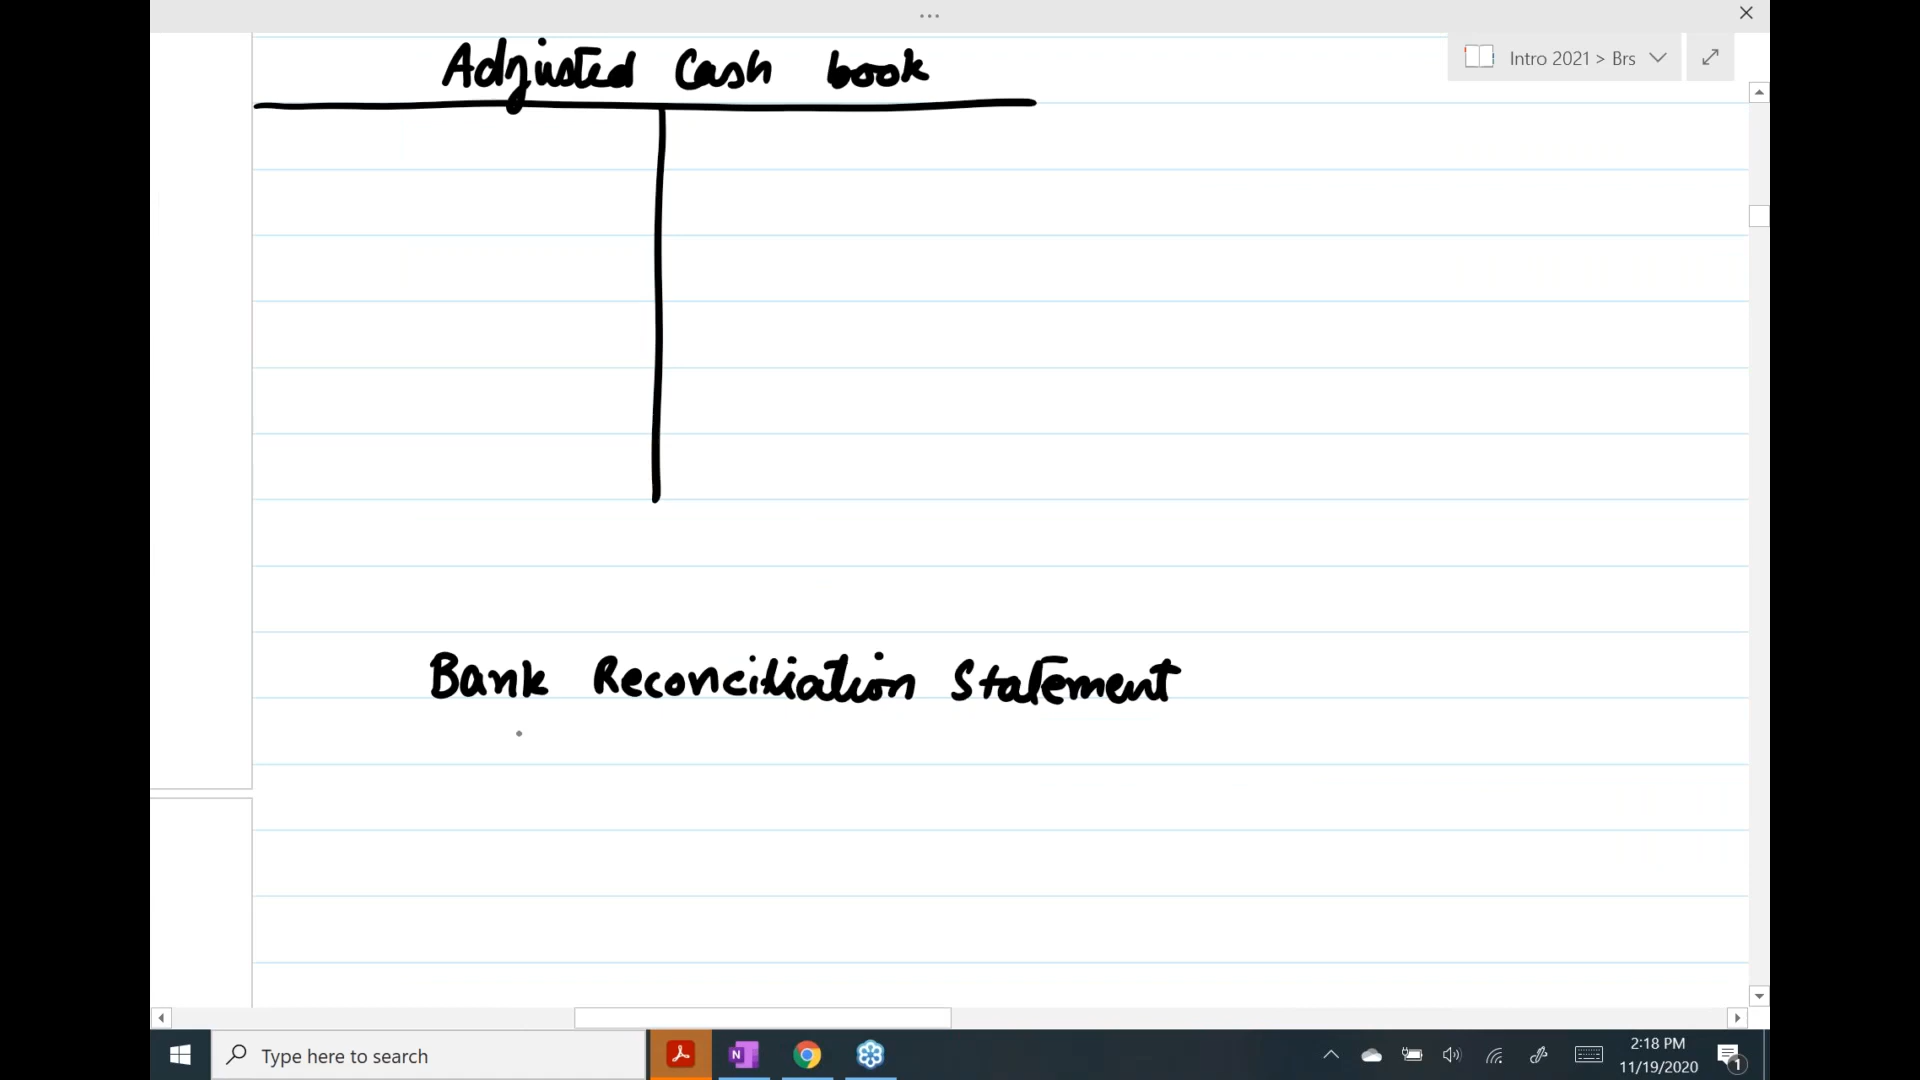 Adjusted Cash book
Intro 2021 > Brs
Bank Reconciliation Statement
Type here to search
2:18 PM
11/19/2020
1